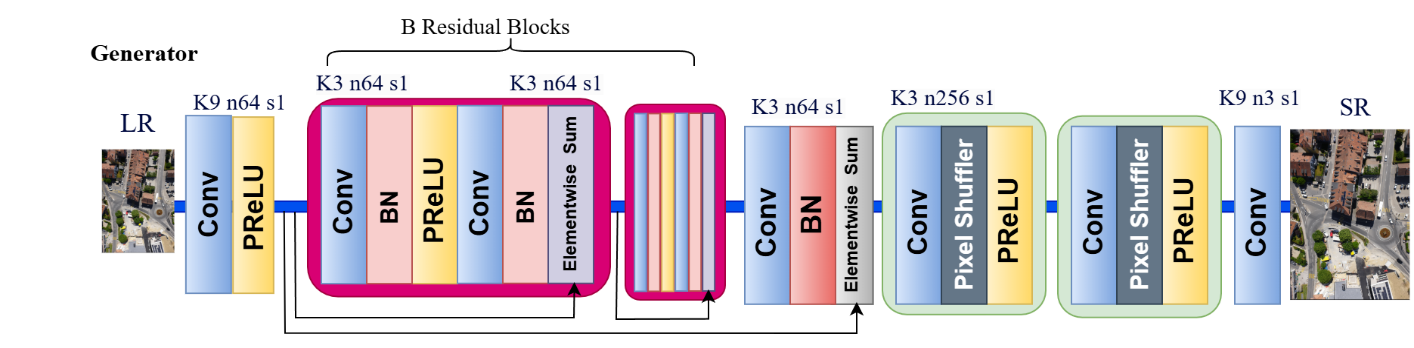 B Residual Blocks
Generator
K3 n64 s1
K3 n64 s1
K9 n64 s1
K3 n64 s1
K3 n256 s1
K9 n3 s1
LR
SR
Conv
PReLU
Conv
BN
PReLU
Conv
BN
Elementwise Sum
Conv
BN
Elementwise Sum
Conv
Pixel Shuffler
PReLU
Conv
Pixel Shuffler
PReLU
Conv